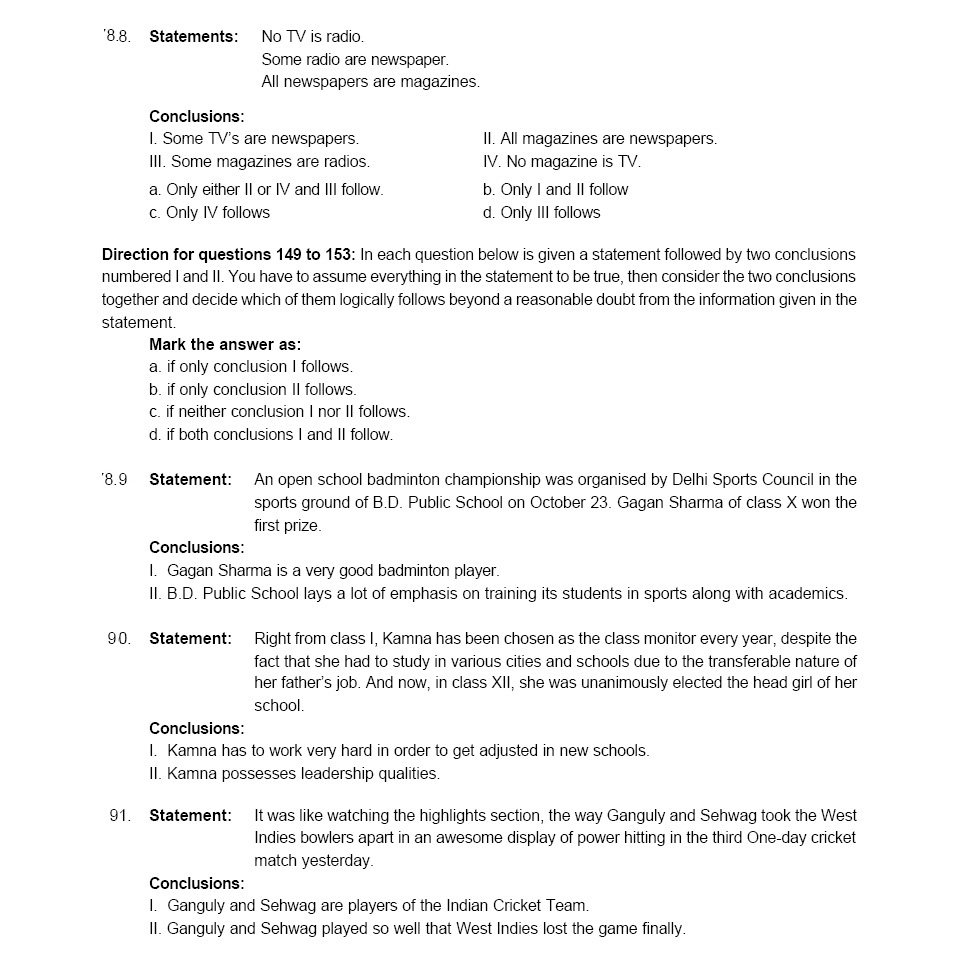 '8.8. Statements: No TV is radio.
Some radio are newspaper.
All newspapers are magazines.
Conclusions:
I. Some TV's are newspapers. II. All magazines are newspapers.
III. Some magazines are radios. IV. No magazine is TV.
a. Only either II or IV and III follow. b. Only I and II follow
c. Only IV follows d. Only III follows
Direction for questions 149 to 153: In each question below is given a statement followed by two conclusions
numbered I and II. You have to assume everything in the statement to be true, then consider the two conclusions
together and decide which of them logically follows beyond a reasonable doubt from the information given in the
statement.
Mark the answer as:
a. if only conclusion I follows.
b. if only conclusion II follows.
c. if neither conclusion I nor II follows.
d. if both conclusions I and II follow.
'8.9 Statement: An open school badminton championship was organised by Delhi Sports Council in the
sports ground of B.D. Public School on October 23. Gagan Sharma of class X won the
first prize.
Conclusions:
I. Gagan Sharma is a very good badminton player.
II. B.D. Public School lays a lot of emphasis on training its students in sports along with academics.
90. Statement: Right from class I, Kamna has been chosen as the class monitor every year, despite the
fact that she had to study in various cities and schools due to the transferable nature of
her father's job. And now, in class XII, she was unanimously elected the head girl of her
school.
Conclusions:
I. Kamna has to work very hard in order to get adjusted in new schools.
II. Kamna possesses leadership qualities.
91. Statement: It was like watching the highlights section, the way Ganguly and Sehwag took the West
Indies bowlers apart in an awesome display of power hitting in the third One-day cricket
match yesterday.
Conclusions:
I. Ganguly and Sehwag are players of the Indian Cricket Team.
II. Ganguly and Sehwag played so well that West Indies lost the game finally.